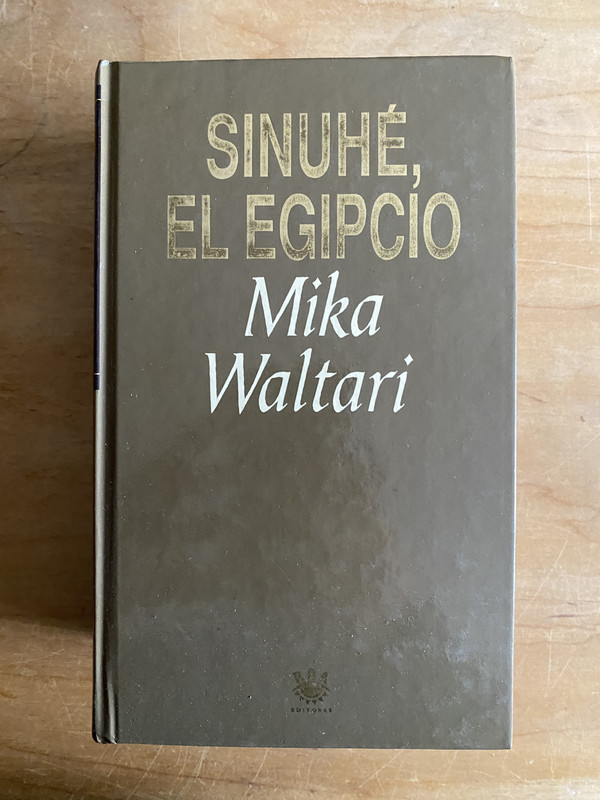 SINUHÉ,
EL EGIPCIO
Mika
Waltari
EDITORES